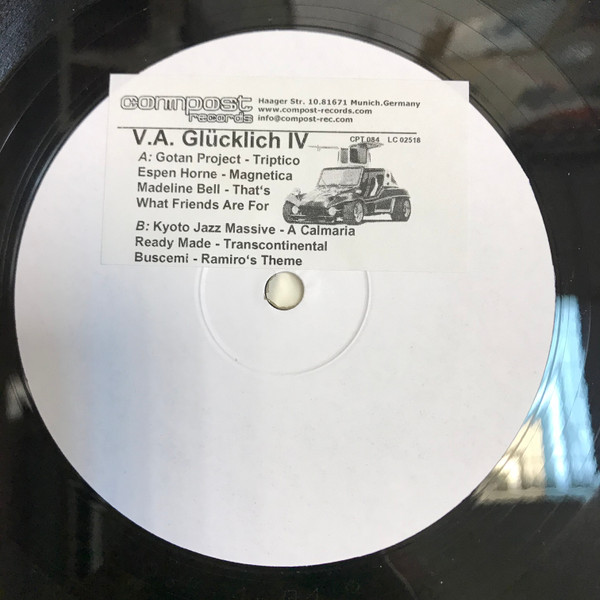 compost records
Haager Str. 10.81671 Munich.Germany
www.compost-records.com
info@compost-rec.com
V.A. Glücklich IV
CPT 084 LC 02518
A: Gotan Project - Triptico
Espen Horne - Magnetica
Madeline Bell - That's
What Friends Are For
B: Kyoto Jazz Massive - A Calmaria
Ready Made - Transcontinental
Buscemi - Ramiro's Theme